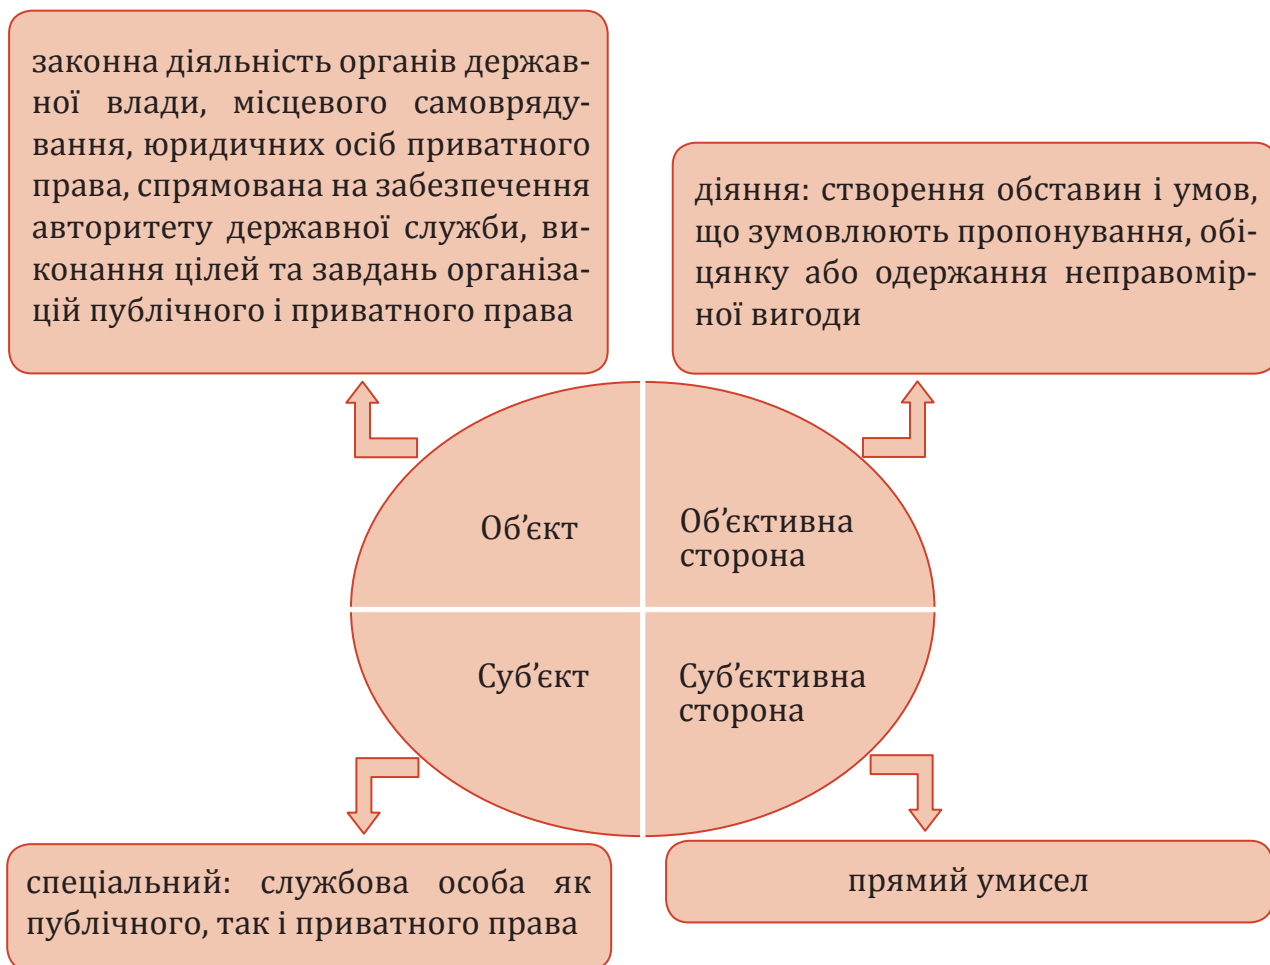 законна діяльність органів держав-
ної влади, місцевого самовряду-
вання, юридичних осіб приватного
права, спрямована на забезпечення
авторитету державної служби, ви-
конання цілей та завдань організа-
цій публічного і приватного права
діяння: створення обставин і умов,
що зумовлюють пропонування, обі-
цянку або одержання неправомір-
ної вигоди
Об’єкт
Об’єктивна
сторона
Суб’єкт
Суб’єктивна
сторона
спеціальний: службова особа як
публічного, так і приватного права
прямий умисел